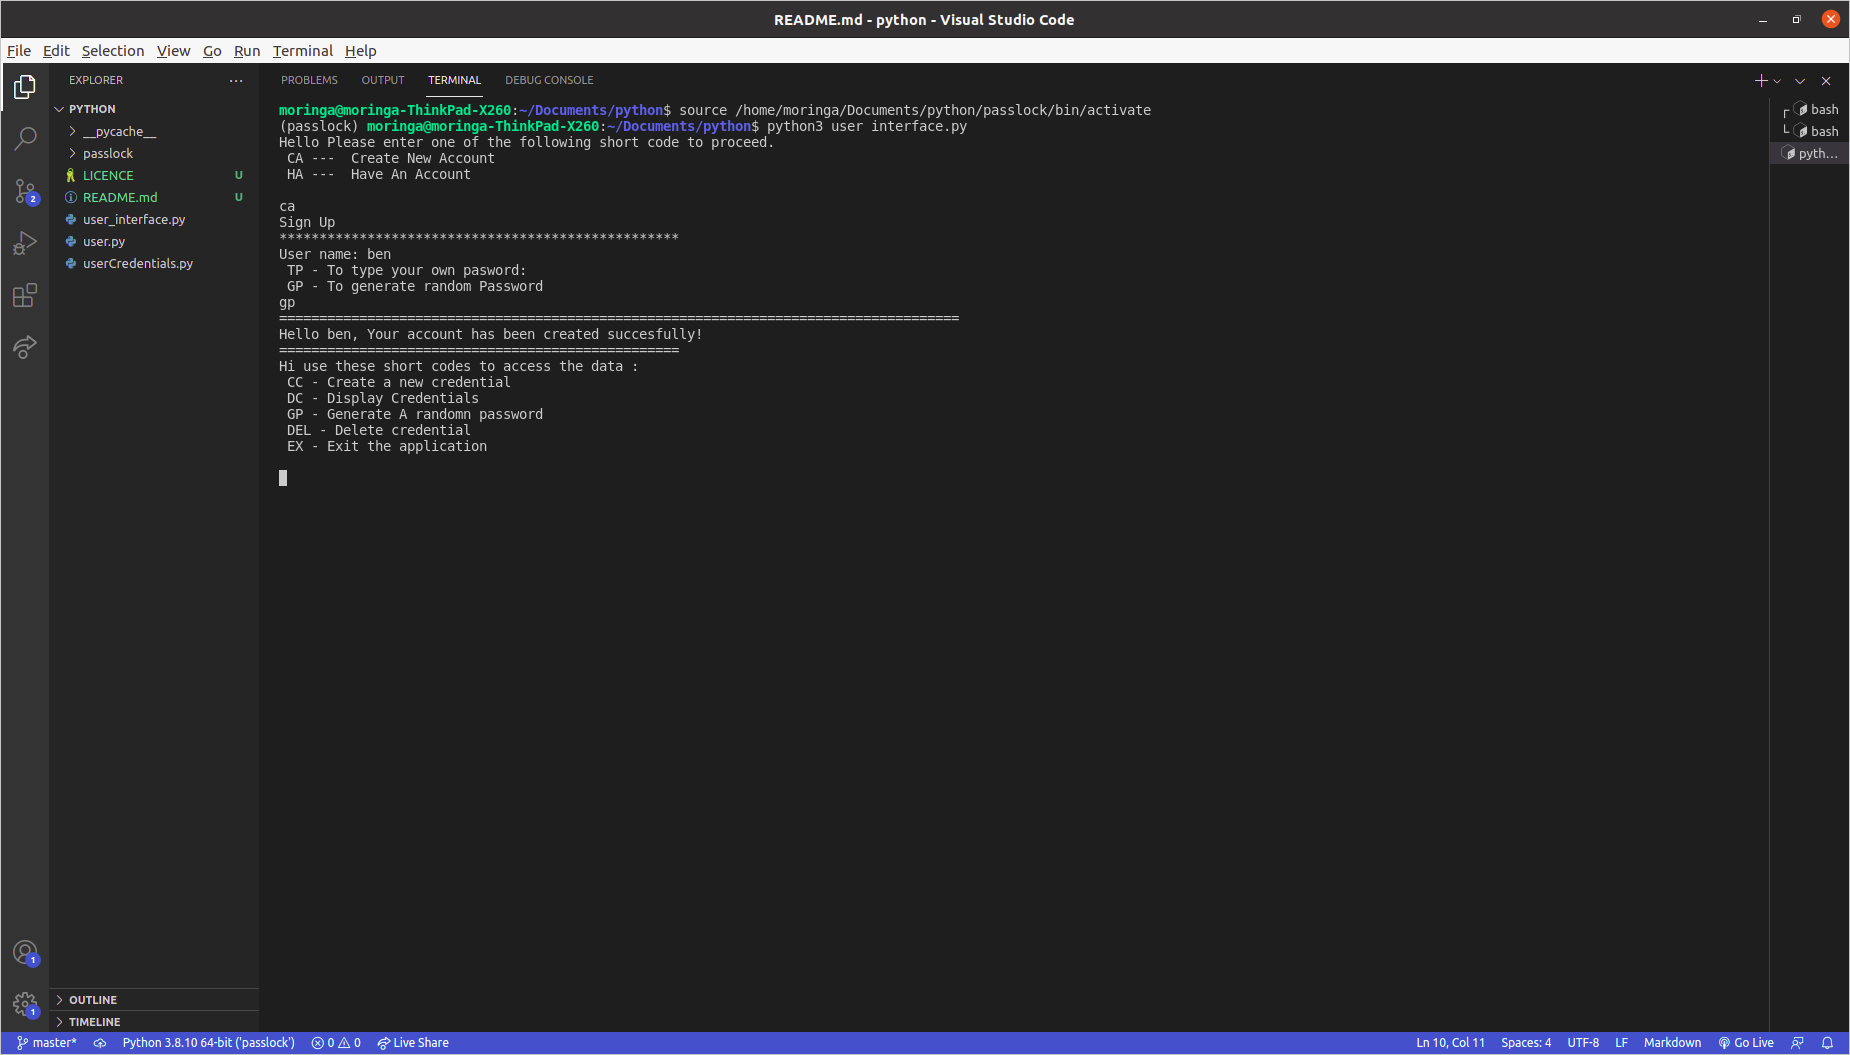 README.md - python - Visual Studio Code
File Edit Selection View Go Run Terminal Help
EXPLORER ...
PYTHON
__pycache__
passlock
LICENCE U
README.md U
user_interface.py
user.py
userCredentials.py
OUTLINE
TIMELINE
2
1
1
PROBLEMS OUTPUT TERMINAL DEBUG CONSOLE
moringa@moringa-ThinkPad-X260:~/Documents/python$ source /home/moringa/Documents/python/passlock/bin/activate
(passlock) moringa@moringa-ThinkPad-X260:~/Documents/python$ python3 user interface.py
Hello Please enter one of the following short code to proceed.
CA ---  Create New Account
HA ---  Have An Account
ca
Sign Up
**************************************************
User name: ben
TP - To type your own pasword:
GP - To generate random Password
gp
=====================================================================================
Hello ben, Your account has been created succesfully!
==================================================
Hi use these short codes to access the data :
CC - Create a new credential
DC - Display Credentials
GP - Generate A randomn password
DEL - Delete credential
EX - Exit the application
bash
bash
pyth...
master* Python 3.8.10 64-bit ('passlock') 0 0 Live Share Ln 10, Col 11 Spaces: 4 UTF-8 LF Markdown Go Live